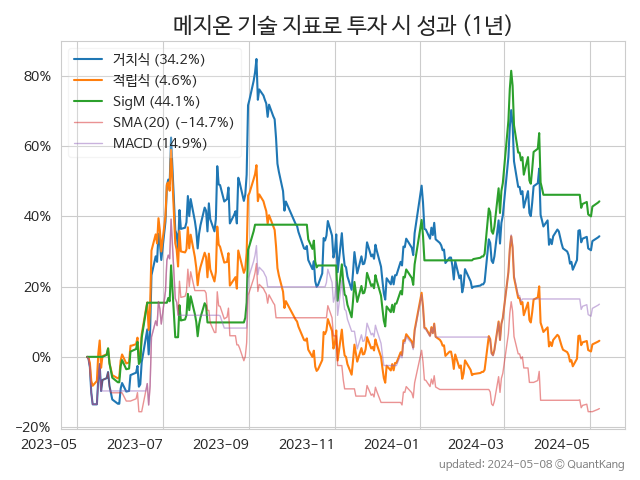 메지온 기술 지표로 투자 시 성과 (1년)
거치식 (34.2%)
적립식 (4.6%)
SigM (44.1%)
SMA(20) (−14.7%)
MACD (14.9%)
80%
60%
40%
20%
0%
−20%
2023-05 2023-07 2023-09 2023-11 2024-01 2024-03 2024-05
updated: 2024-05-08 © QuantKang